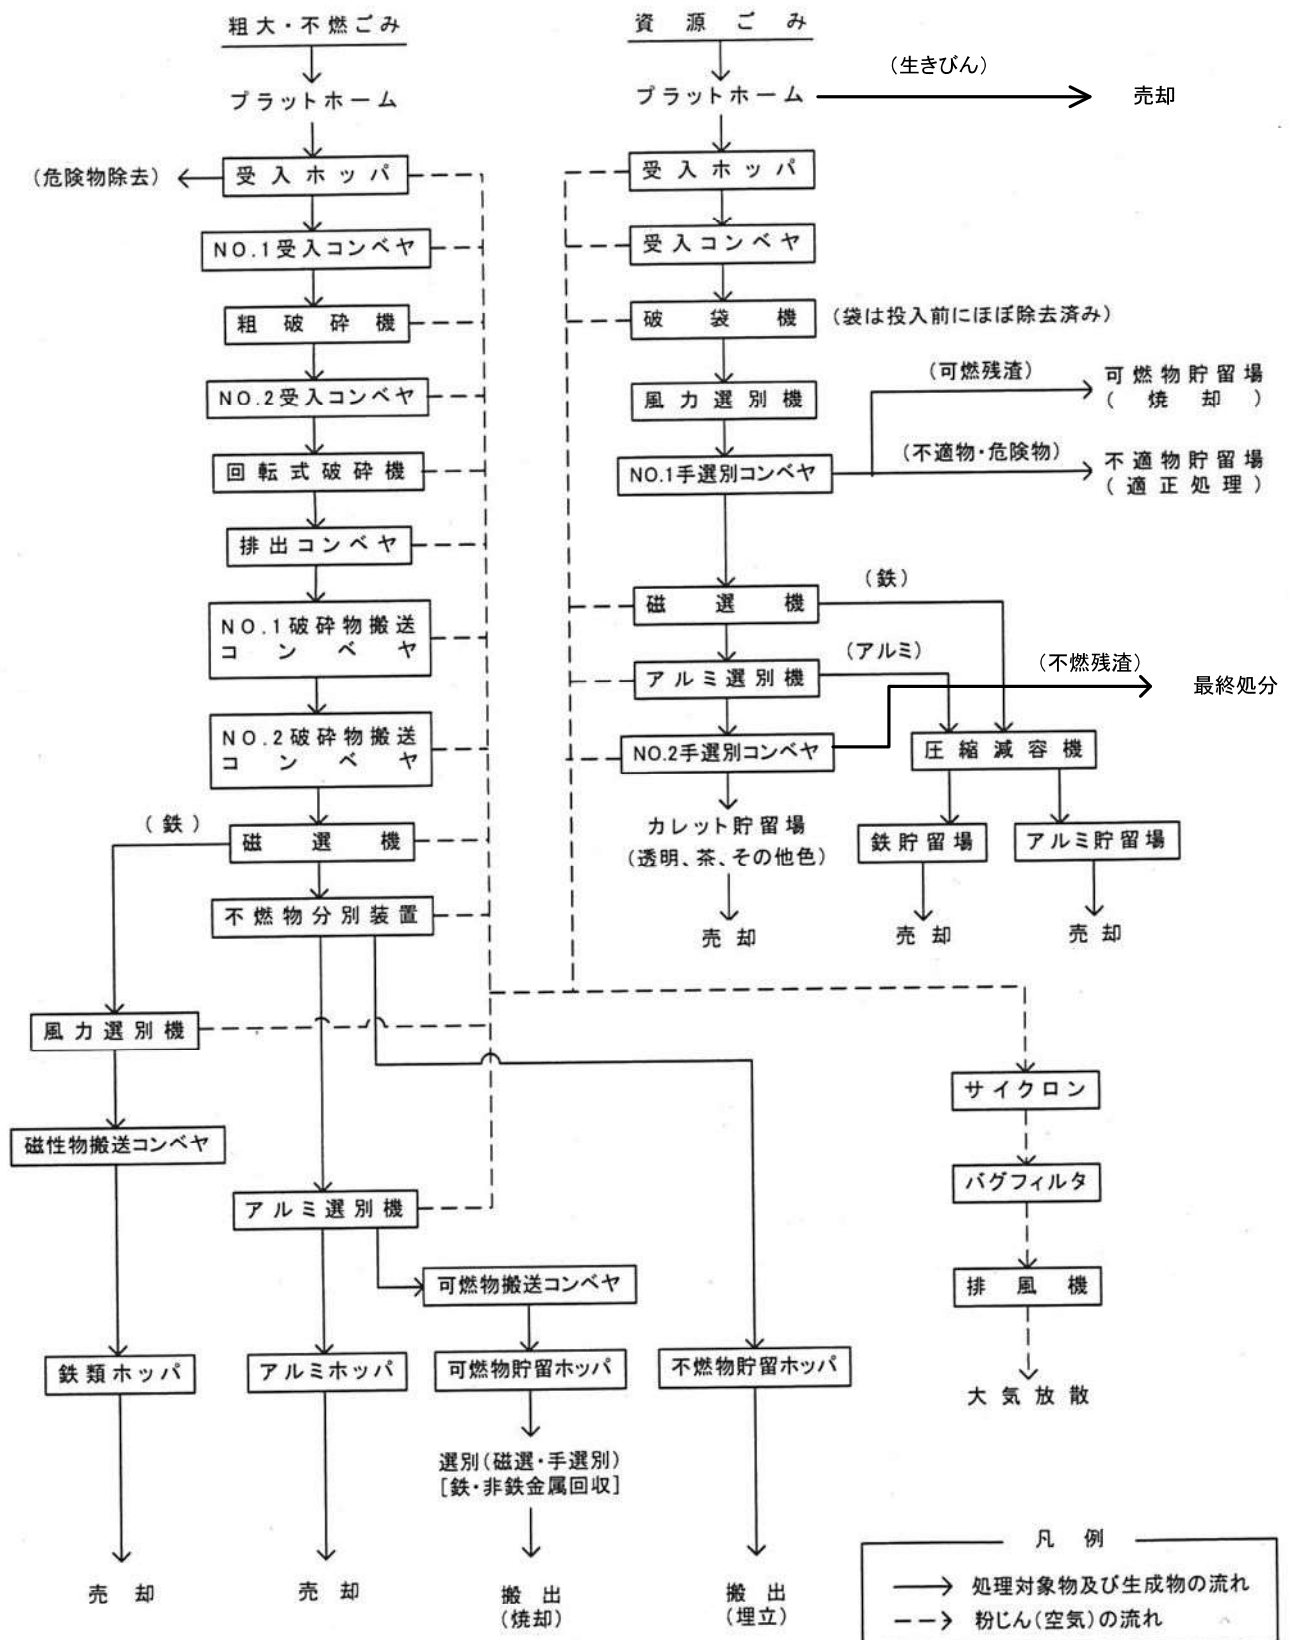 粗大・不燃ごみ
プラットホーム
(危険物除去)
受入ホッパ
NO.1受入コンベヤ
粗破砕機
NO.2受入コンベヤ
回転式破砕機
排出コンベヤ
NO.1破砕物搬送
コンベヤ
NO.2破砕物搬送
コンベヤ
(鉄)
磁選機
不燃物分別装置
風力選別機
磁性物搬送コンベヤ
アルミ選別機
可燃物搬送コンベヤ
鉄類ホッパ
アルミホッパ
可燃物貯留ホッパ
不燃物貯留ホッパ
選別(磁選・手選別)
[鉄・非鉄金属回収]
売却
売却
搬出
(焼却)
搬出
(埋立)
資源ごみ
プラットホーム
(生きびん)
売却
受入ホッパ
受入コンベヤ
破袋機
(袋は投入前にほぼ除去済み)
風力選別機
(可燃残渣)
可燃物貯留場
(焼却)
NO.1手選別コンベヤ
(不適物・危険物)
不適物貯留場
(適正処理)
磁選機
(鉄)
アルミ選別機
(アルミ)
(不燃残渣)
最終処分
NO.2手選別コンベヤ
圧縮減容機
カレット貯留場
(透明、茶、その他色)
鉄貯留場
アルミ貯留場
売却
売却
売却
サイクロン
バグフィルタ
排風機
大気放散
凡例
処理対象物及び生成物の流れ
粉じん(空気)の流れ